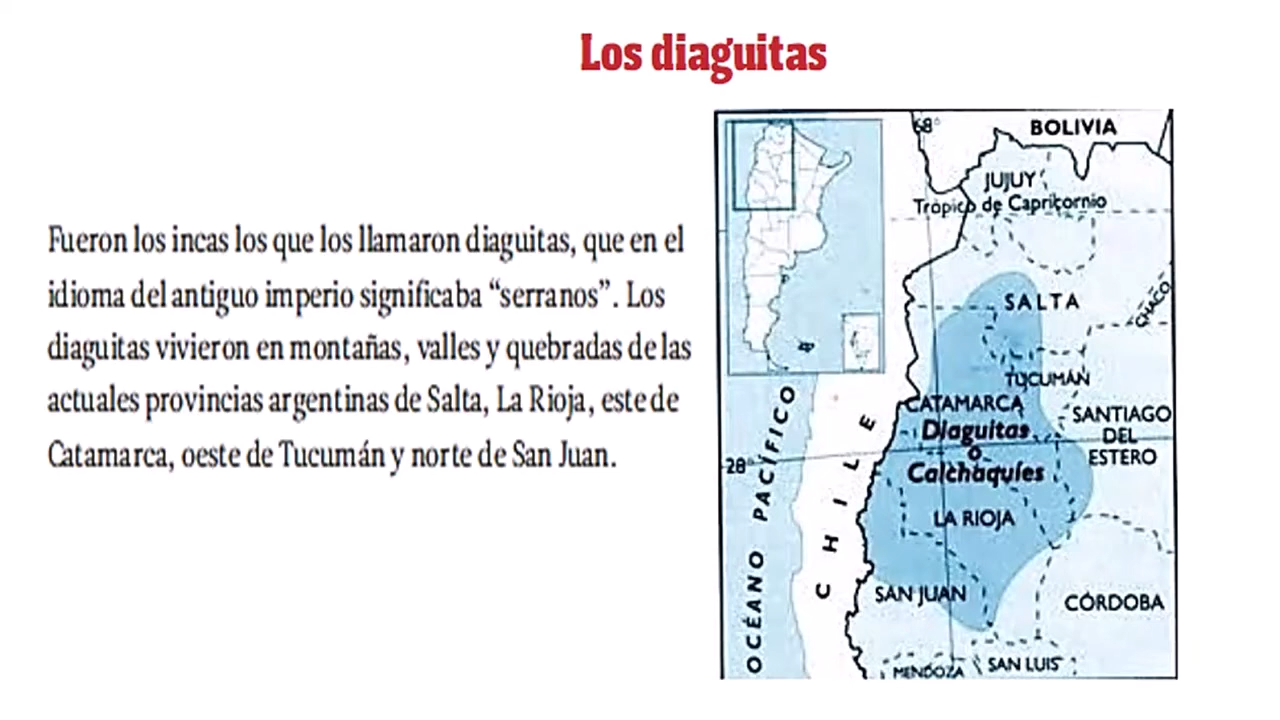 Los diaguitas
Fueron los incas los que los llamaron diaguitas, que en el
idioma del antiguo imperio significaba “serranos”. Los
diaguitas vivieron en montañas, valles y quebradas de las
actuales provincias argentinas de Salta, La Rioja, este de
Catamarca, oeste de Tucumán y norte de San Juan.
68°
BOLIVIA
JUJUY
Trópico de Capricornio
SALTA
CHACO
TUCUMÁN
CATAMARCA
SANTIAGO
DEL
ESTERO
Diaguitas
o
Calchaquíes
28°
LA RIOJA
OCÉANO PACÍFICO
CHILE
SAN JUAN
CÓRDOBA
MENDOZA
SAN LUIS